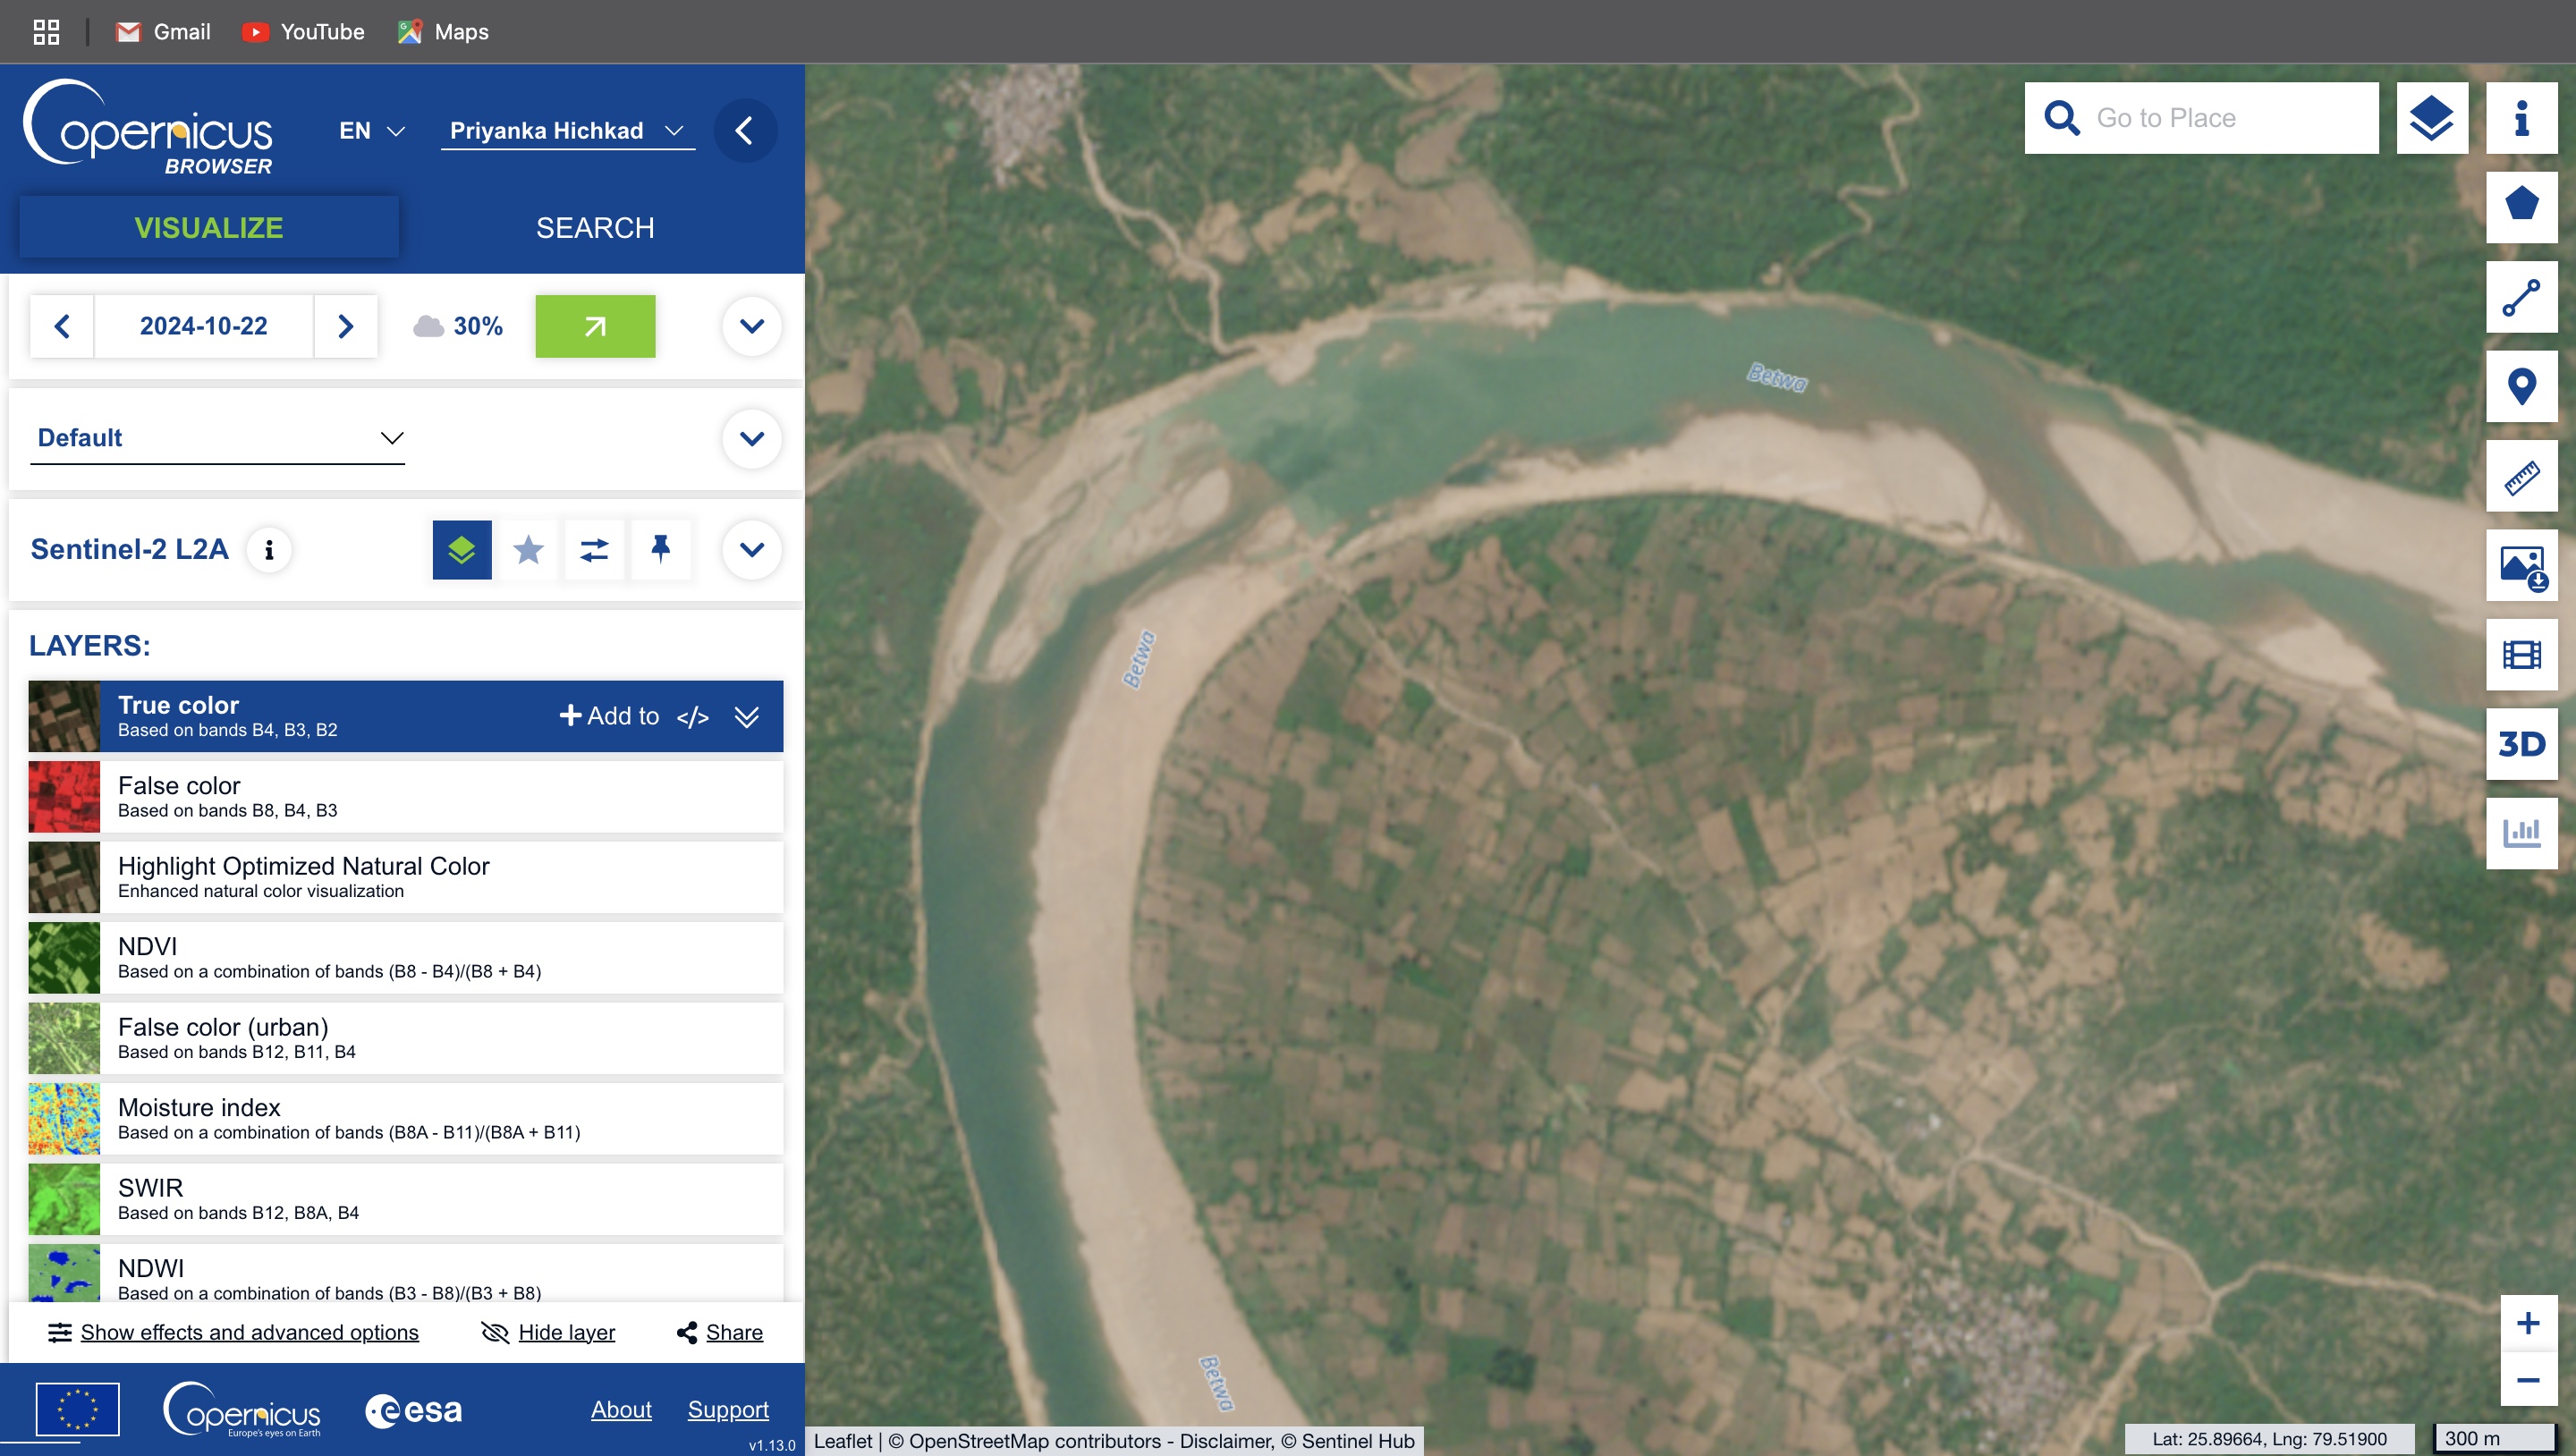 Gmail
YouTube
Maps
Copernicus
BROWSER
EN
Priyanka Hichkad
VISUALIZE
SEARCH
2024-10-22
30%
Default
Sentinel-2 L2A
LAYERS:
True color
Based on bands B4, B3, B2
Add to
</>
False color
Based on bands B8, B4, B3
Highlight Optimized Natural Color
Enhanced natural color visualization
NDVI
Based on a combination of bands (B8 - B4)/(B8 + B4)
False color (urban)
Based on bands B12, B11, B4
Moisture index
Based on a combination of bands (B8A - B11)/(B8A + B11)
SWIR
Based on bands B12, B8A, B4
NDWI
Based on a combination of bands (B3 - B8)/(B3 + B8)
Show effects and advanced options
Hide layer
Share
Copernicus
Europe's eyes on Earth
esa
About
Support
v1.13.0
Go to Place
3D
Betwa
Betwa
Betwa
Leaflet | © OpenStreetMap contributors - Disclaimer, © Sentinel Hub
Lat: 25.89664, Lng: 79.51900
300 m